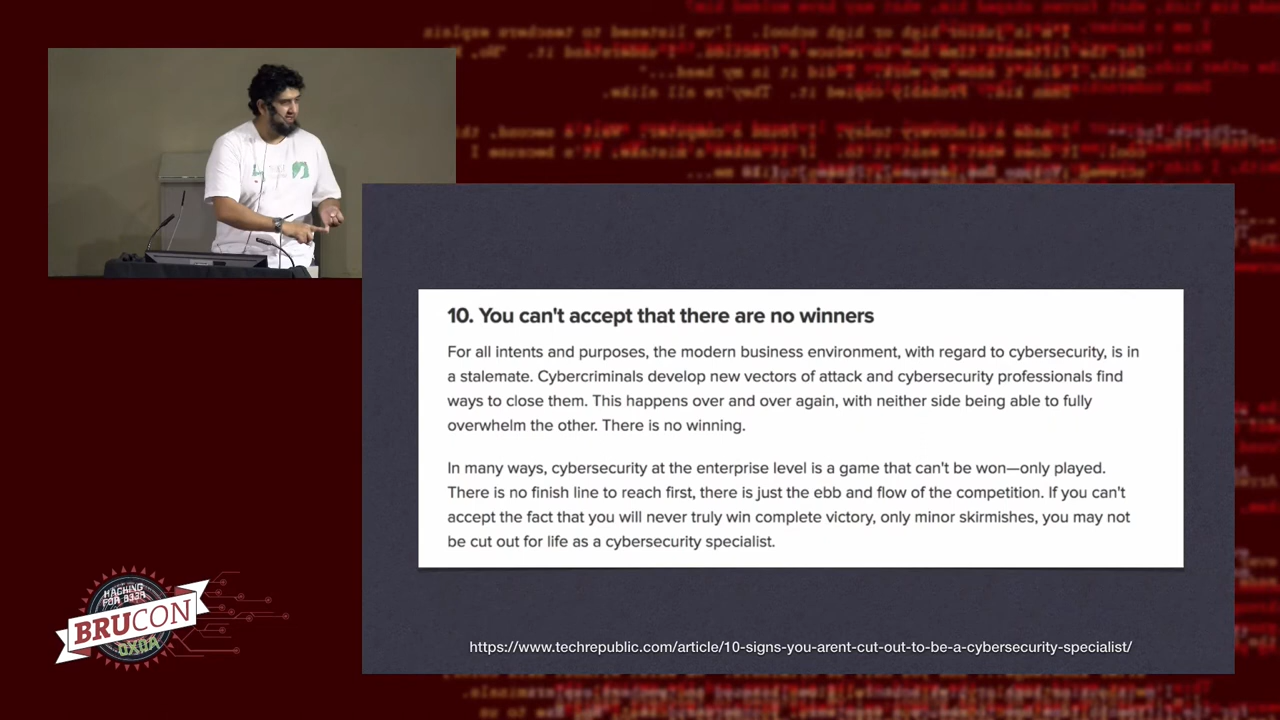 10. You can't accept that there are no winners
For all intents and purposes, the modern business environment, with regard to cybersecurity, is in
a stalemate. Cybercriminals develop new vectors of attack and cybersecurity professionals find
ways to close them. This happens over and over again, with neither side being able to fully
overwhelm the other. There is no winning.
In many ways, cybersecurity at the enterprise level is a game that can't be won—only played.
There is no finish line to reach first, there is just the ebb and flow of the competition. If you can't
accept the fact that you will never truly win complete victory, only minor skirmishes, you may not
be cut out for life as a cybersecurity specialist.
https://www.techrepublic.com/article/10-signs-you-arent-cut-out-to-be-a-cybersecurity-specialist/
HACKING
FOR B33R
BRUCON
0X0A